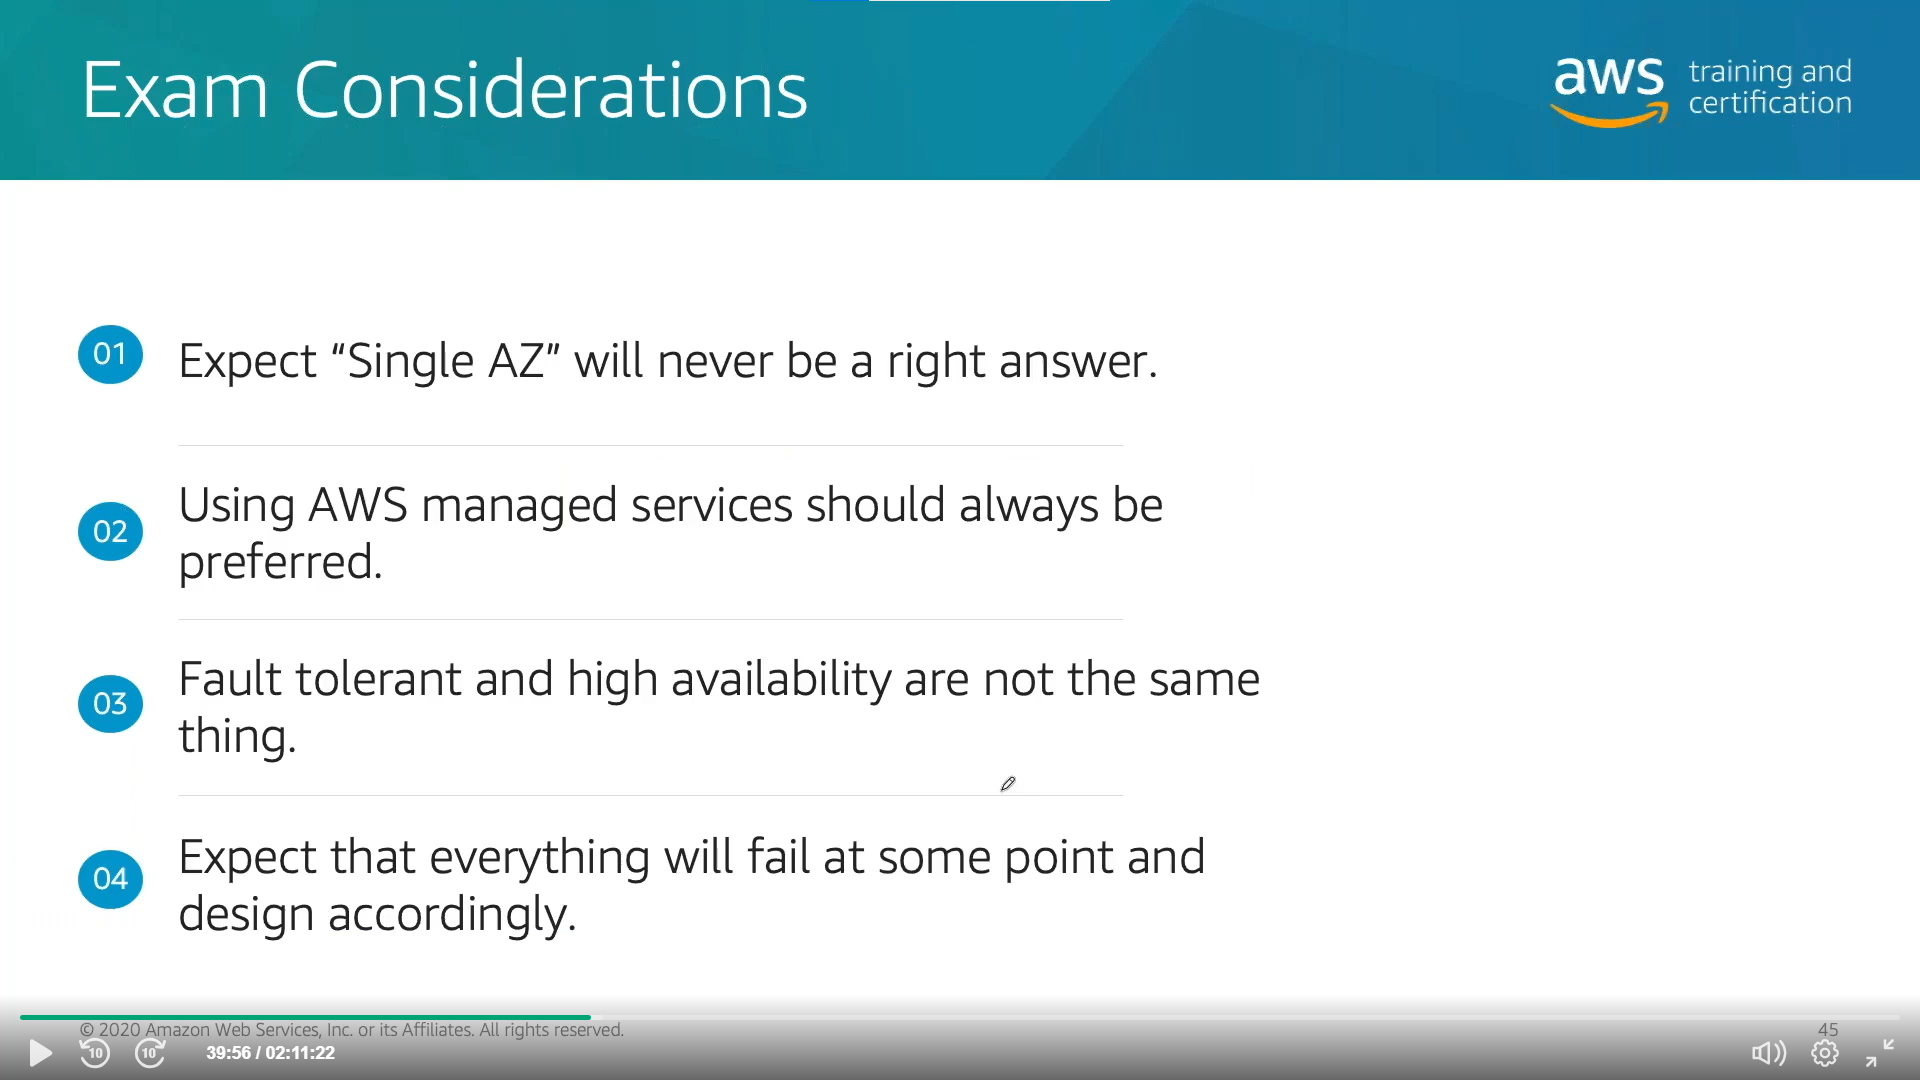 Exam Considerations
aws training and
certification
01 Expect “Single AZ” will never be a right answer.
02 Using AWS managed services should always be
preferred.
03 Fault tolerant and high availability are not the same
thing.
04 Expect that everything will fail at some point and
design accordingly.
© 2020 Amazon Web Services, Inc. or its Affiliates. All rights reserved.
45
10 10 39:56 / 02:11:22